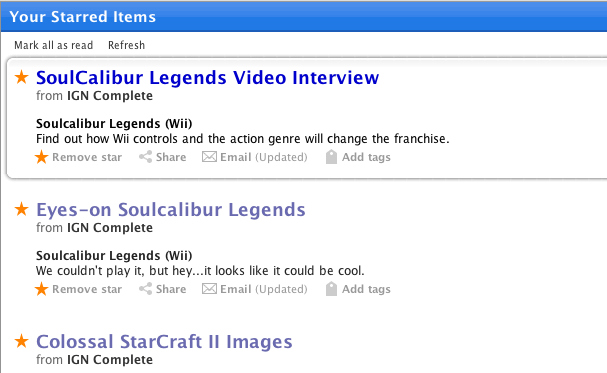 Your Starred Items
Mark all as read Refresh
SoulCalibur Legends Video Interview
from IGN Complete
Soulcalibur Legends (Wii)
Find out how Wii controls and the action genre will change the franchise.
Remove star Share Email (Updated) Add tags
Eyes-on Soulcalibur Legends
from IGN Complete
Soulcalibur Legends (Wii)
We couldn't play it, but hey...it looks like it could be cool.
Remove star Share Email (Updated) Add tags
Colossal StarCraft II Images
from IGN Complete